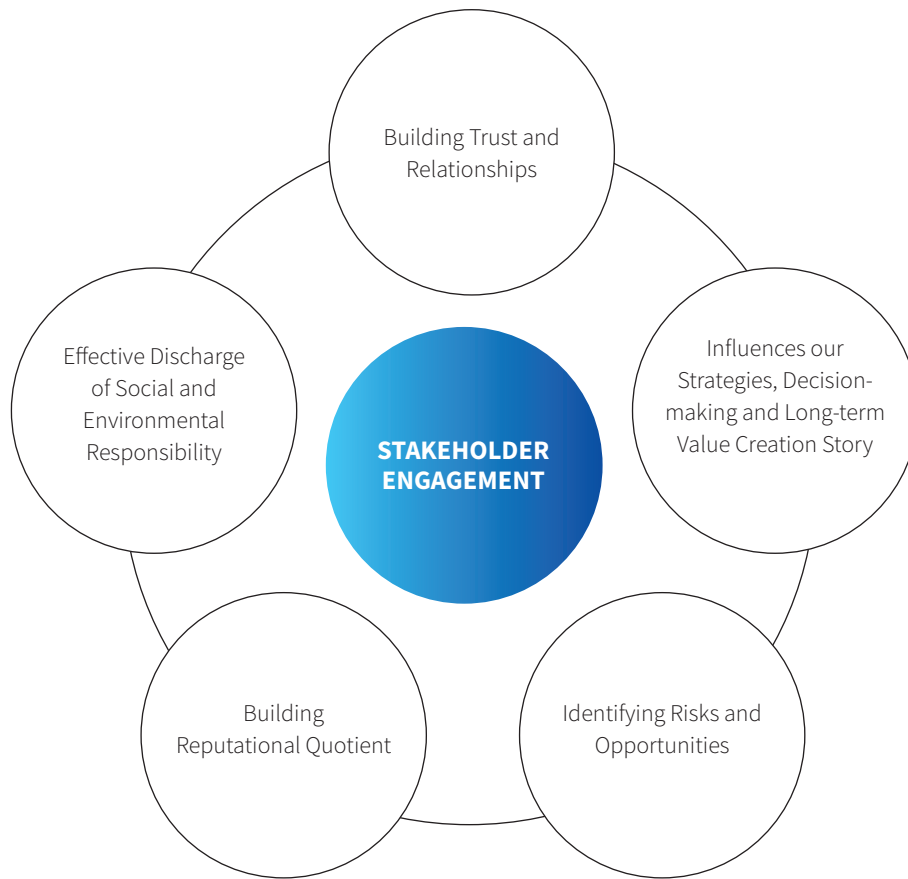 Building Trust and
Relationships
Influences our
Strategies, Decision-
making and Long-term
Value Creation Story
Identifying Risks and
Opportunities
Building
Reputational Quotient
Effective Discharge
of Social and
Environmental
Responsibility
STAKEHOLDER
ENGAGEMENT